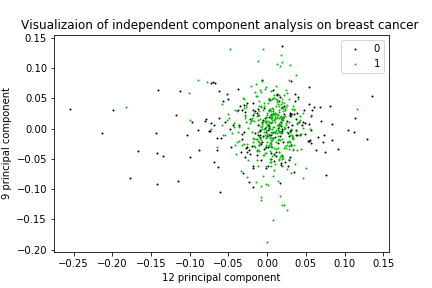 Visualizaion of independent component analysis on breast cancer
0
1
0.15
0.10
0.05
0.00
−0.05
−0.10
−0.15
−0.20
9 principal component
−0.25 −0.20 −0.15 −0.10 −0.05 0.00 0.05 0.10 0.15
12 principal component